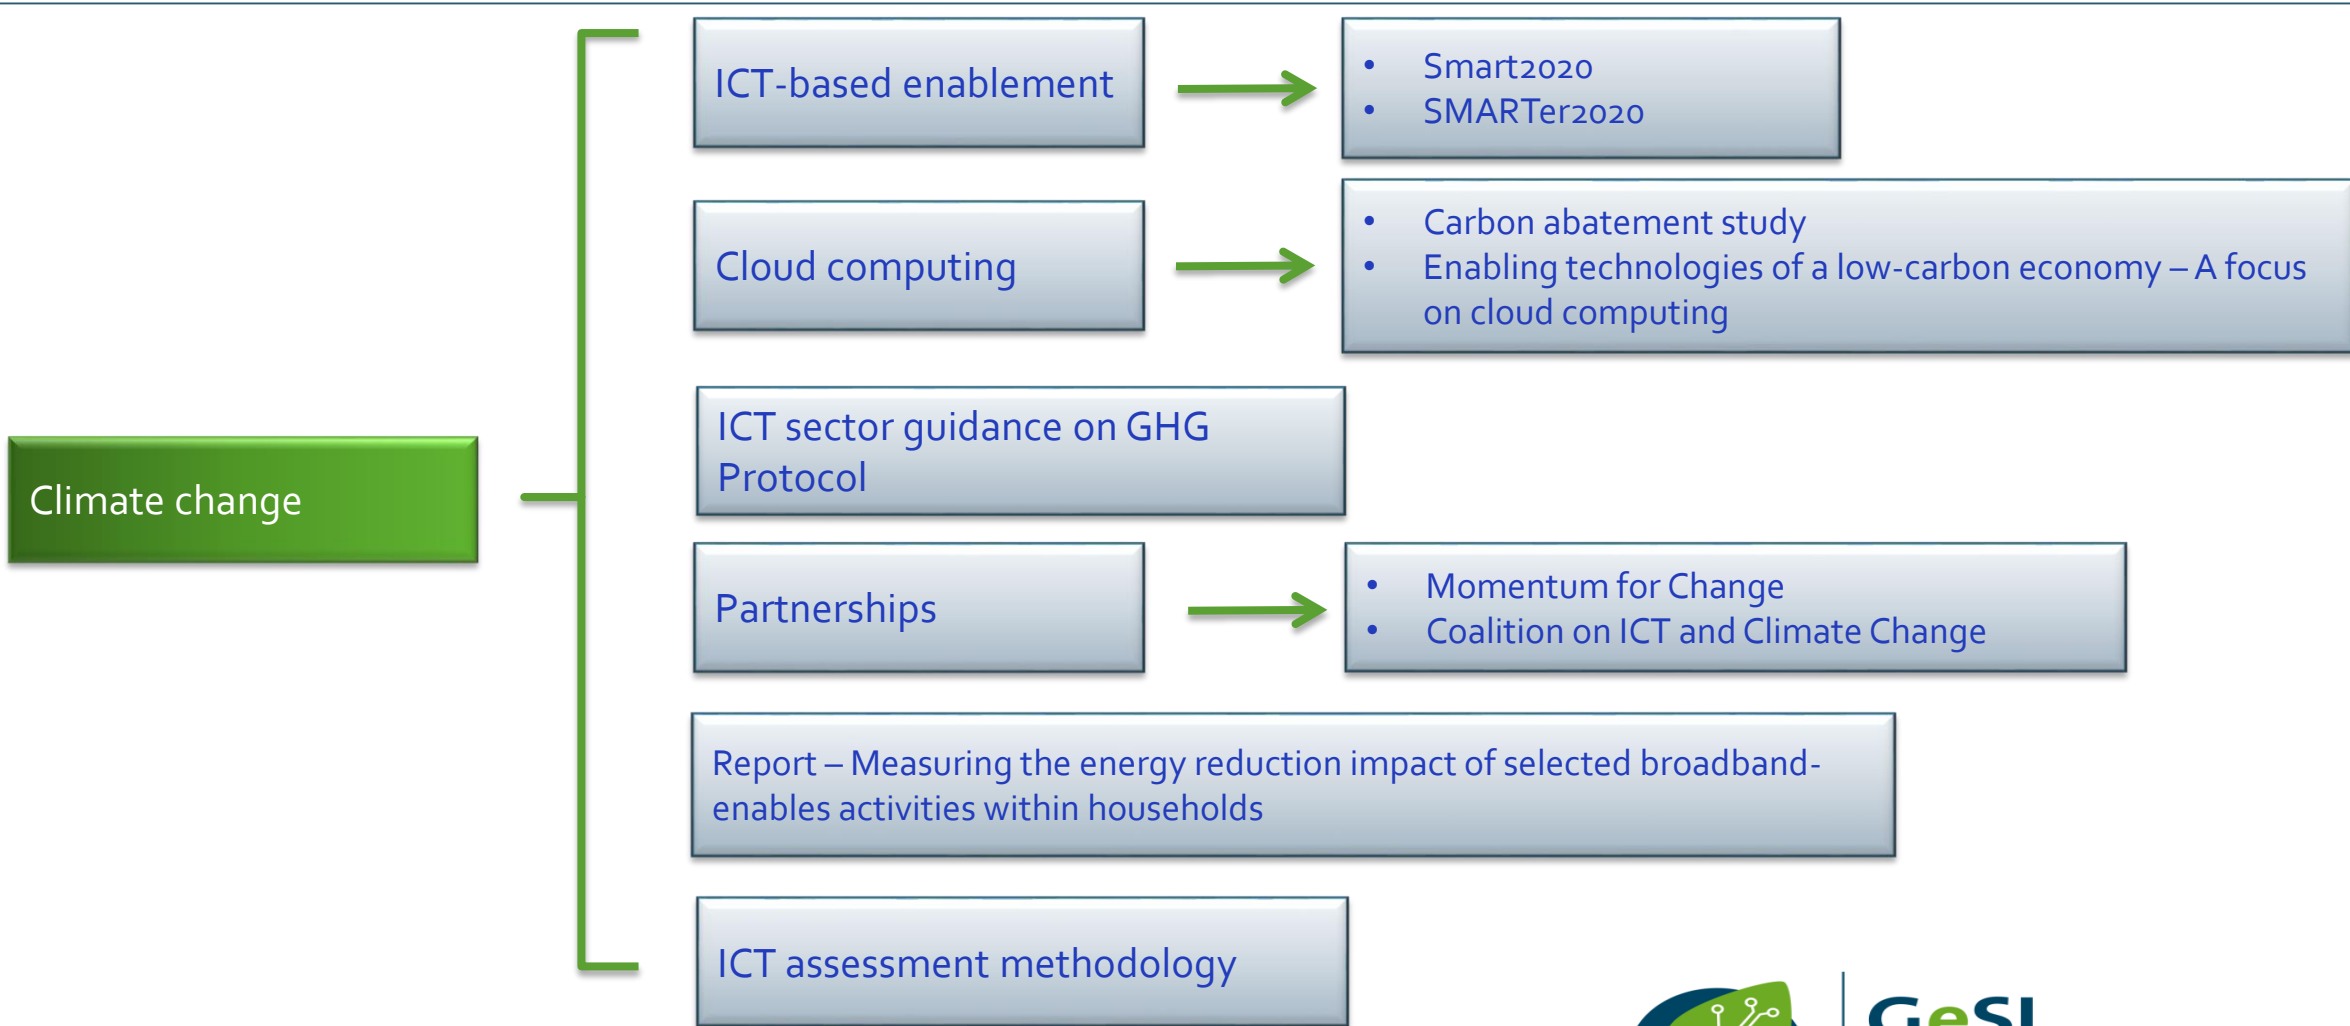 ICT-based enablement
• Smart2020
• SMARTer2020
Cloud computing
• Carbon abatement study
• Enabling technologies of a low-carbon economy – A focus
on cloud computing
ICT sector guidance on GHG
Protocol
Climate change
Partnerships
• Momentum for Change
• Coalition on ICT and Climate Change
Report – Measuring the energy reduction impact of selected broadband-
enables activities within households
ICT assessment methodology
GeSI